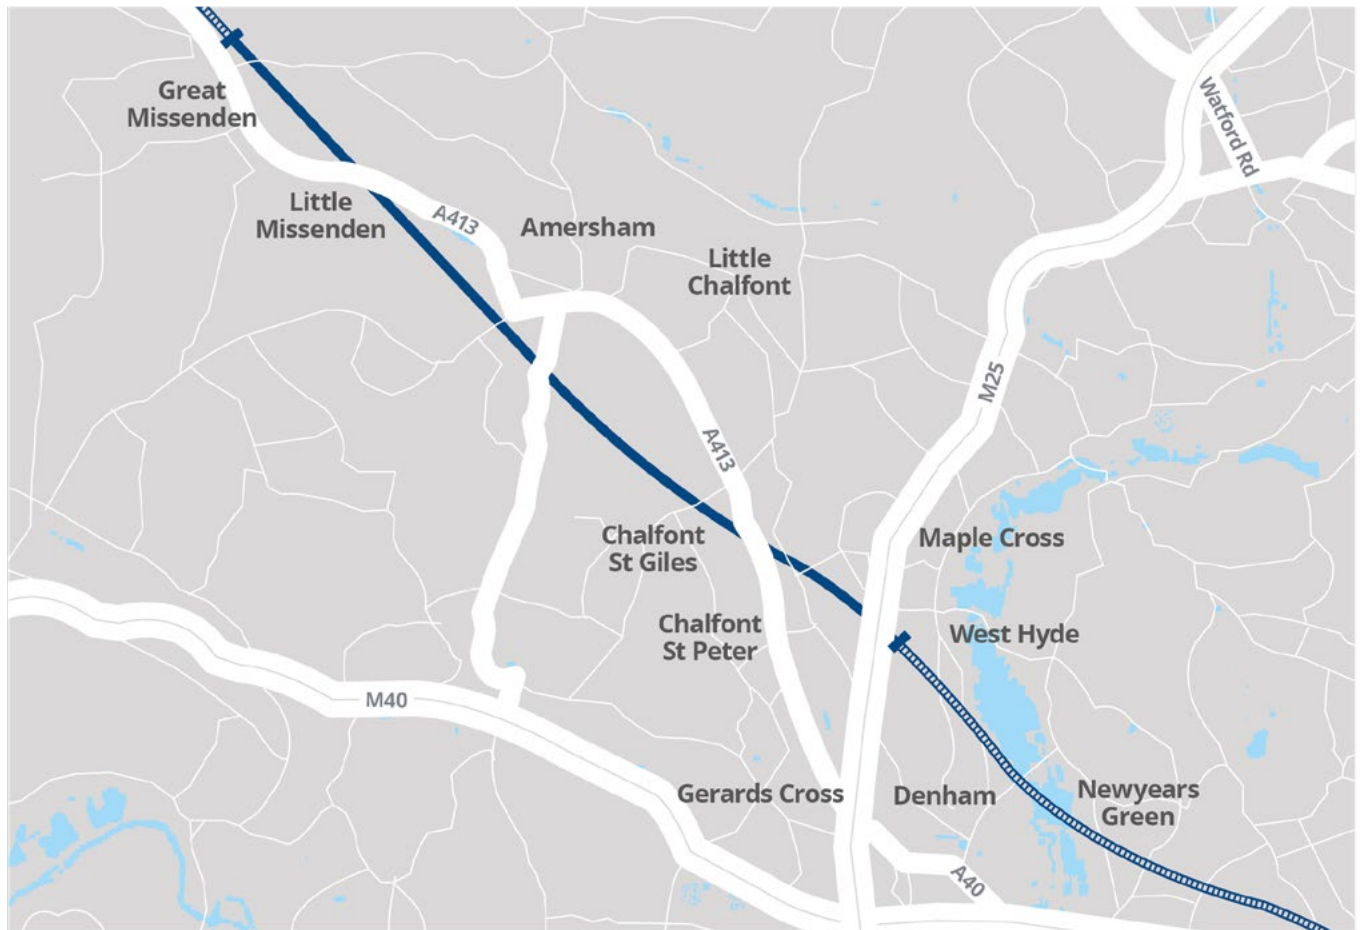 Great
Missenden
Watford Rd
Little
Missenden
A413
Amersham
Little
Chalfont
M25
A413
Chalfont
St Giles
Maple Cross
Chalfont
St Peter
West Hyde
M40
Gerards Cross
Denham
Newyears
Green
A40